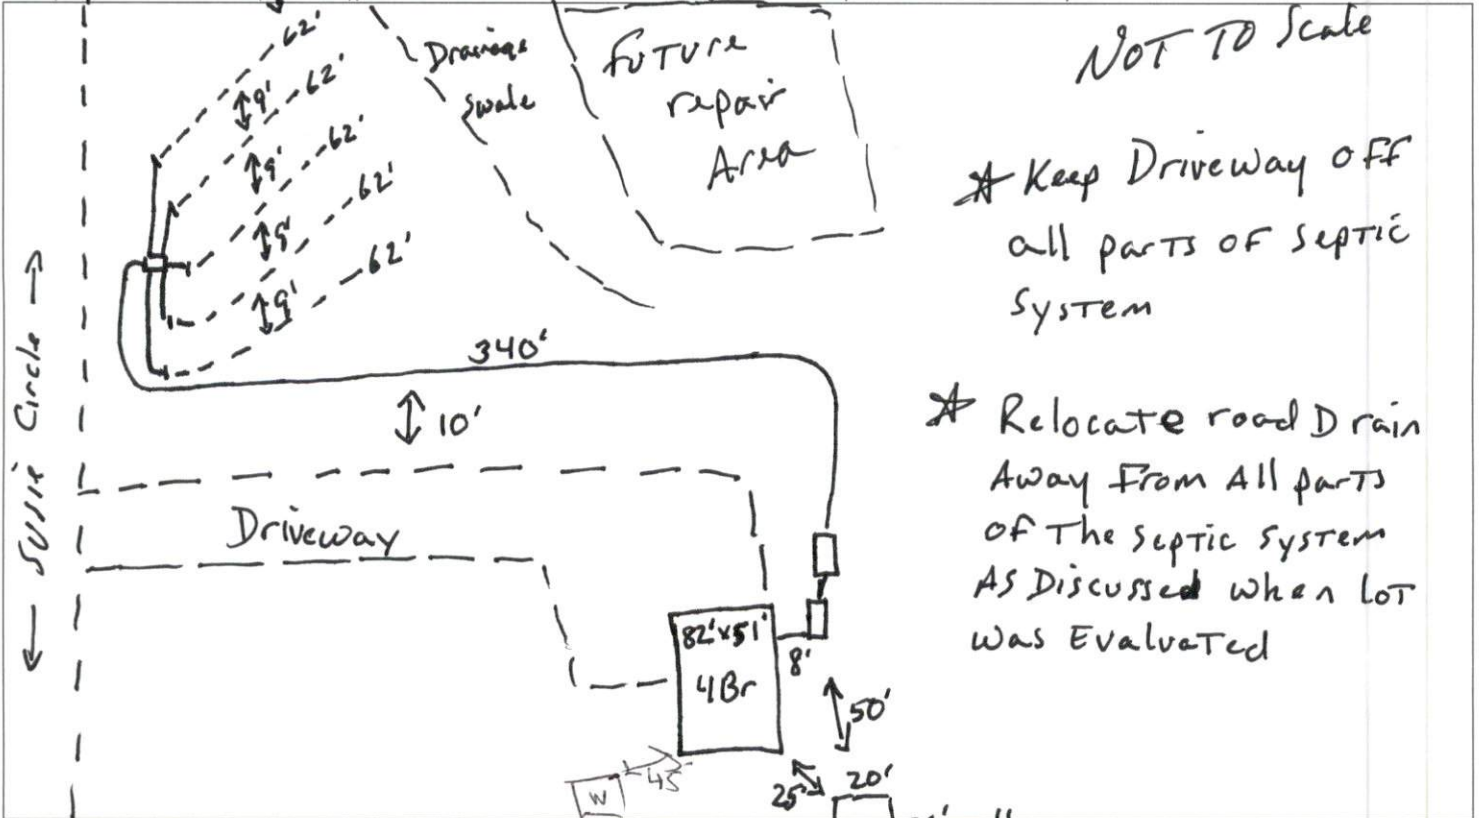 NOT TO Scale
62'
62'
62'
62'
62'
9'
9'
9'
9'
Drainage
Swale
Future
repair
Area
* Keep Driveway off
all parts of septic
System
* Relocate road Drain
Away From All parts
of The septic system
AS Discussed when LOT
was Evaluated
← Sussie Circle →
340'
10'
Driveway
82'x51'
4Br
8'
50'
45'
W
25'
20'